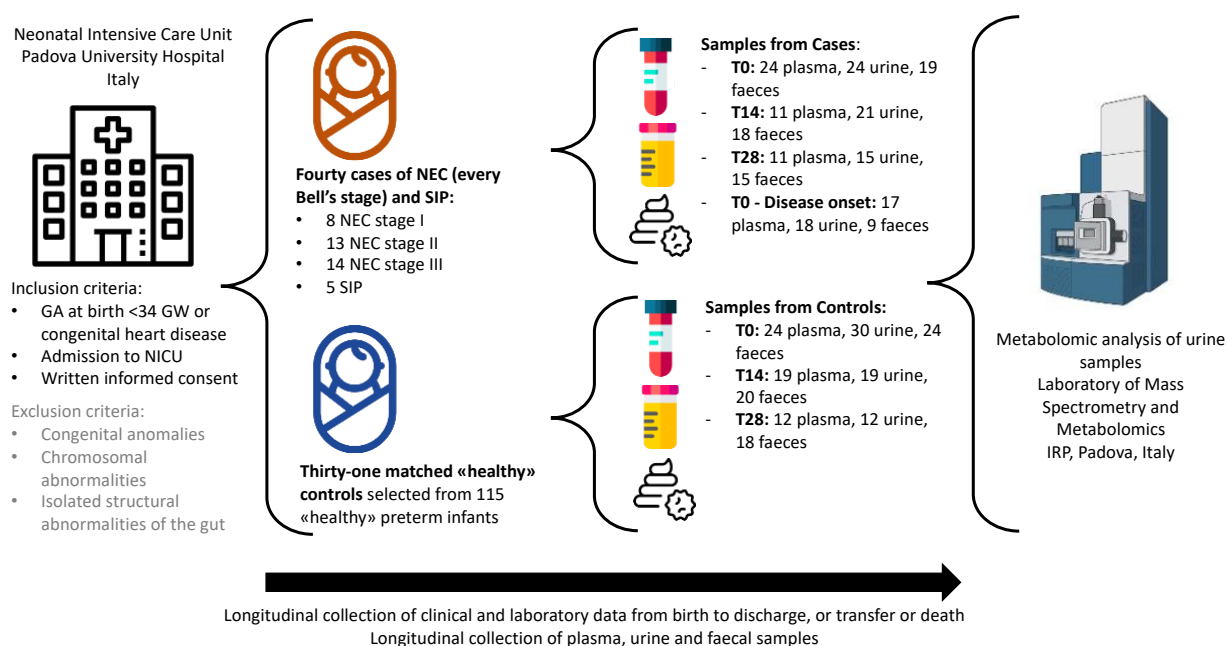 Neonatal Intensive Care Unit
Padova University Hospital
Italy
Inclusion criteria:
• GA at birth <34 GW or
congenital heart disease
• Admission to NICU
• Written informed consent
Exclusion criteria:
• Congenital anomalies
• Chromosomal
abnormalities
• Isolated structural
abnormalities of the gut
Fourty cases of NEC (every
Bell's stage) and SIP:
• 8 NEC stage I
• 13 NEC stage II
• 14 NEC stage III
• 5 SIP
Thirty-one matched «healthy»
controls selected from 115
«healthy» preterm infants
Samples from Cases:
- T0: 24 plasma, 24 urine, 19
faeces
- T14: 11 plasma, 21 urine,
18 faeces
- T28: 11 plasma, 15 urine,
15 faeces
- T0 - Disease onset: 17
plasma, 18 urine, 9 faeces
Samples from Controls:
- T0: 24 plasma, 30 urine, 24
faeces
- T14: 19 plasma, 19 urine,
20 faeces
- T28: 12 plasma, 12 urine,
18 faeces
Metabolomic analysis of urine
samples
Laboratory of Mass
Spectrometry and
Metabolomics
IRP, Padova, Italy
Longitudinal collection of clinical and laboratory data from birth to discharge, or transfer or death
Longitudinal collection of plasma, urine and faecal samples